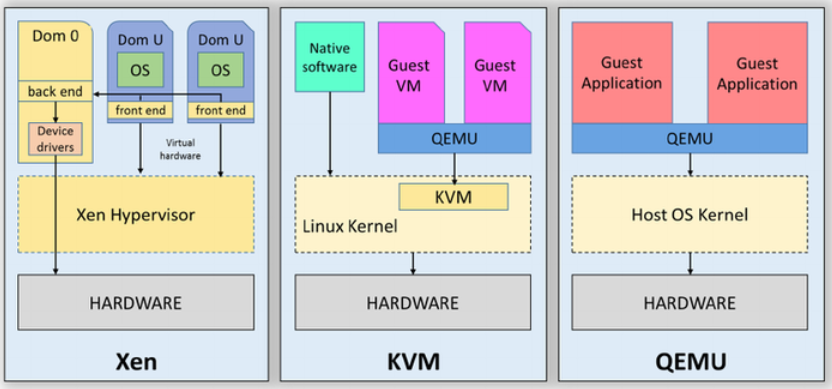 Dom 0
back end
Device
drivers
Dom U
OS
front end
Dom U
OS
front end
Virtual
hardware
Xen Hypervisor
HARDWARE
Xen
Native
software
Guest
VM
Guest
VM
QEMU
KVM
Linux Kernel
HARDWARE
KVM
Guest
Application
Guest
Application
QEMU
Host OS Kernel
HARDWARE
QEMU